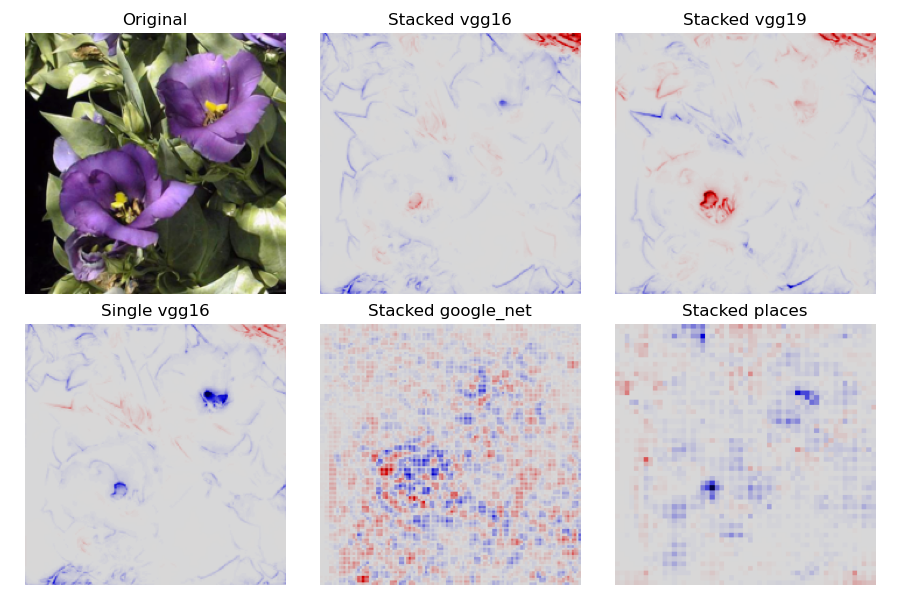 Original
Stacked vgg16
Stacked vgg19
Single vgg16
Stacked google_net
Stacked places